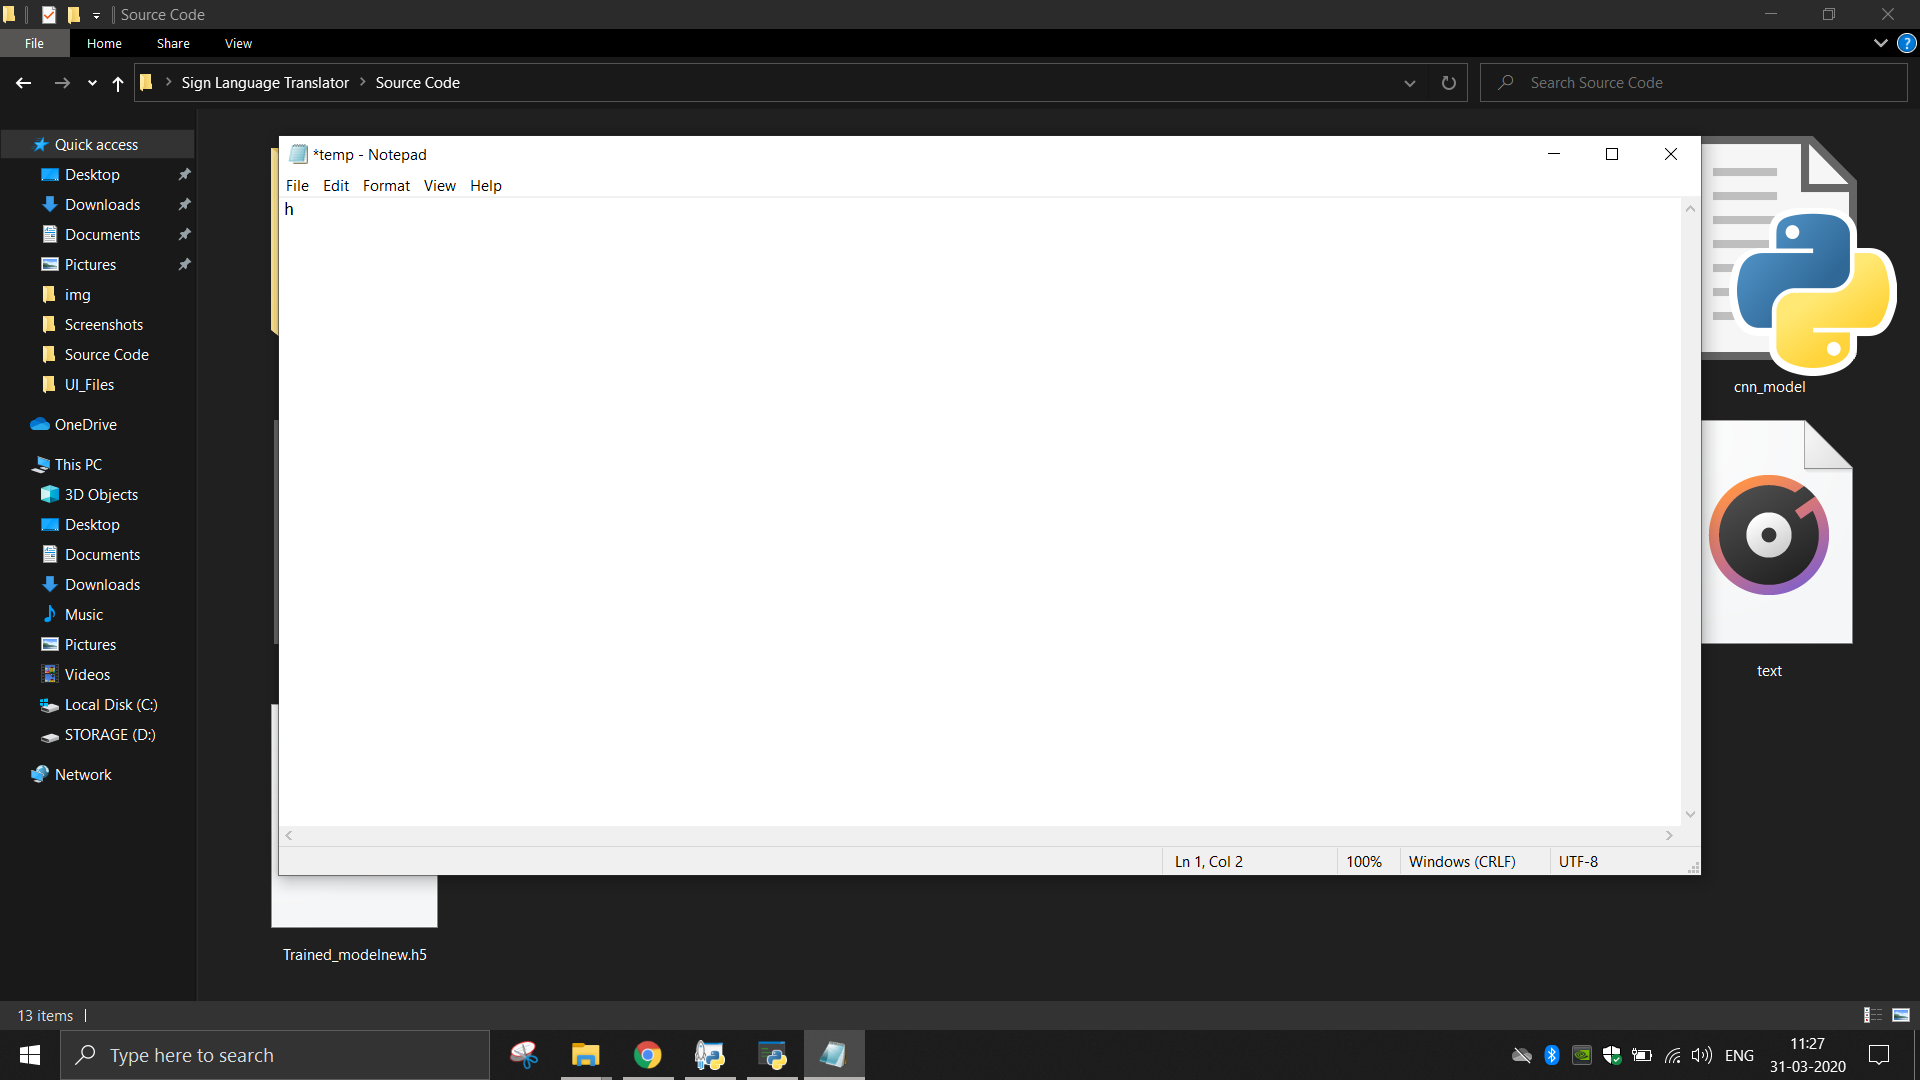 Source Code
File Home Share View
Sign Language Translator Source Code
Search Source Code
Quick access
Desktop
Downloads
Documents
Pictures
img
Screenshots
Source Code
UI_Files
OneDrive
This PC
3D Objects
Desktop
Documents
Downloads
Music
Pictures
Videos
Local Disk (C:)
STORAGE (D:)
Network
*temp - Notepad
File Edit Format View Help
h
Ln 1, Col 2 100% Windows (CRLF) UTF-8
cnn_model
text
Trained_modelnew.h5
13 items
Type here to search
ENG
11:27
31-03-2020